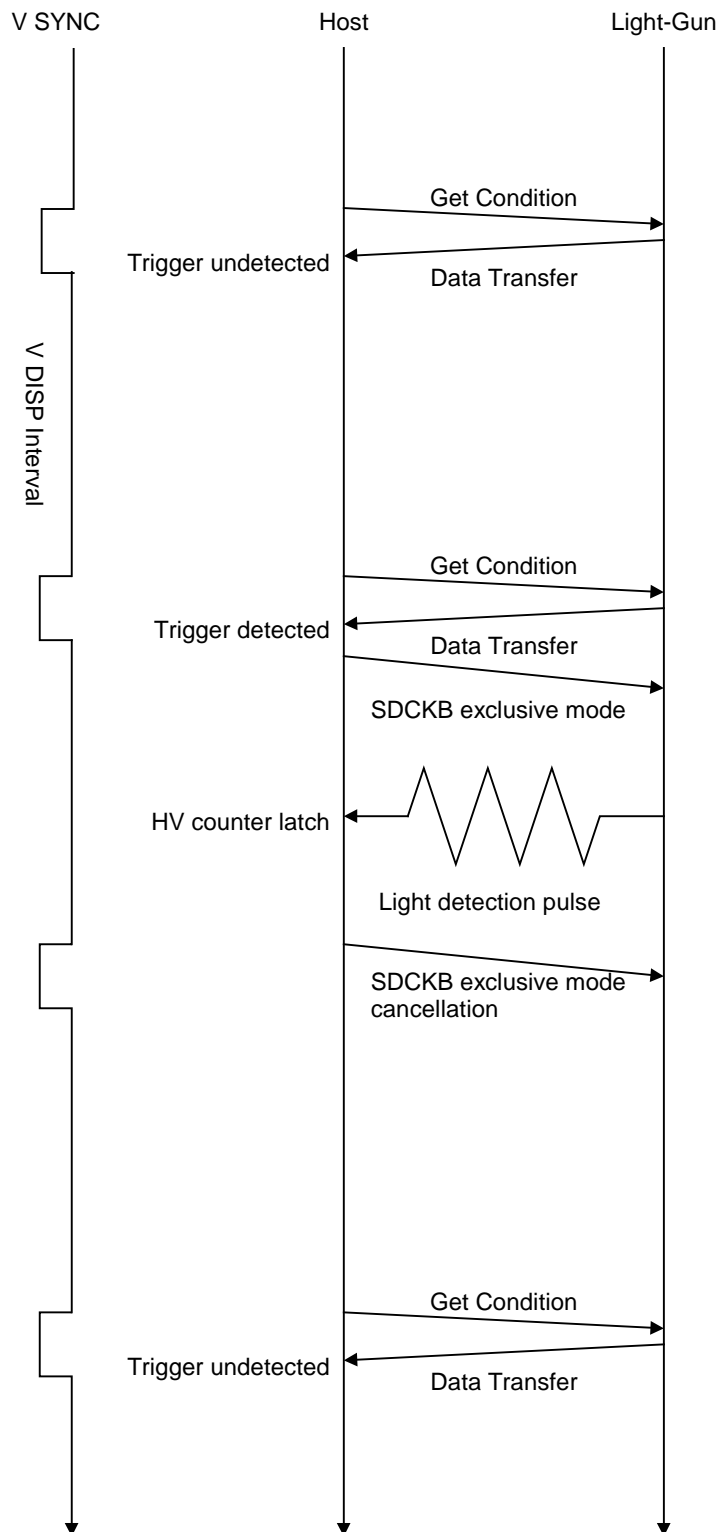 V SYNC
Host
Light-Gun
Get Condition
Trigger undetected
Data Transfer
V DISP Interval
Get Condition
Trigger detected
Data Transfer
SDCKB exclusive mode
HV counter latch
Light detection pulse
SDCKB exclusive mode
cancellation
Get Condition
Trigger undetected
Data Transfer